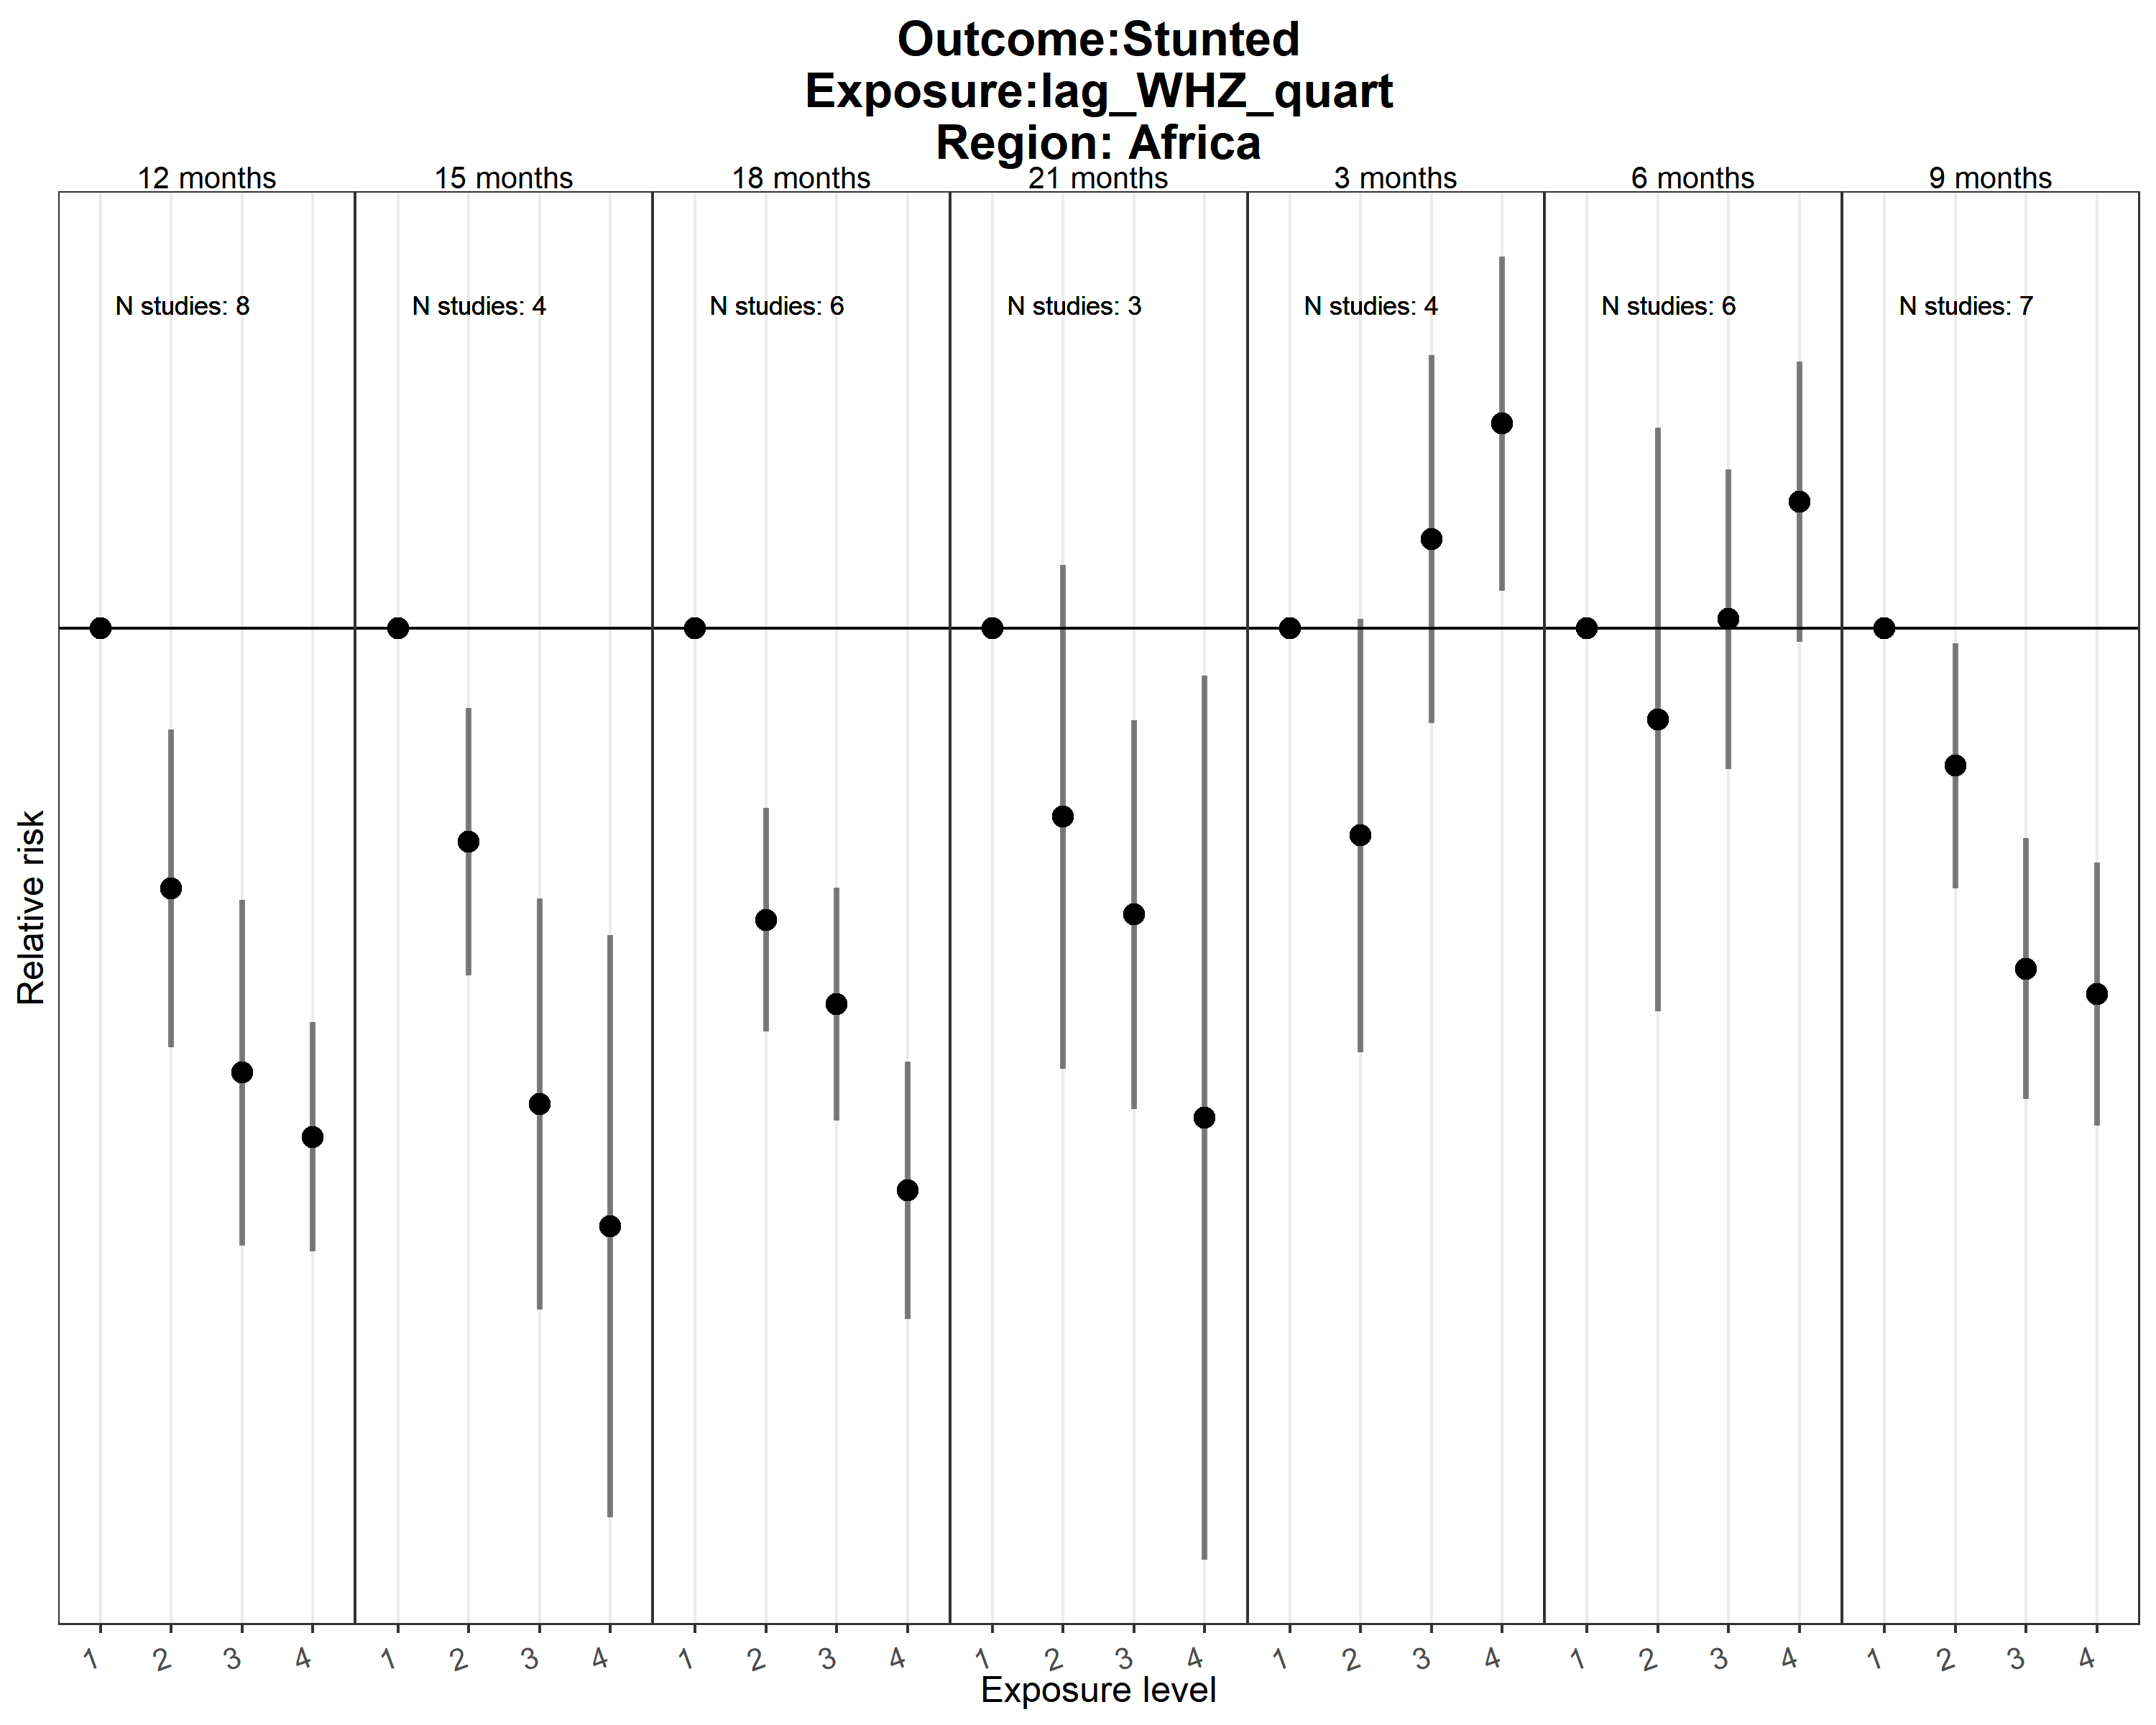 Outcome:Stunted
Exposure:lag_WHZ_quart
Region: Africa
12 months 15 months 18 months 21 months 3 months 6 months 9 months
N studies: 8 N studies: 4 N studies: 6 N studies: 3 N studies: 4 N studies: 6 N studies: 7
Relative risk
1 2 3 4 1 2 3 4 1 2 3 4 1 2 3 4 1 2 3 4 1 2 3 4 1 2 3 4
Exposure level